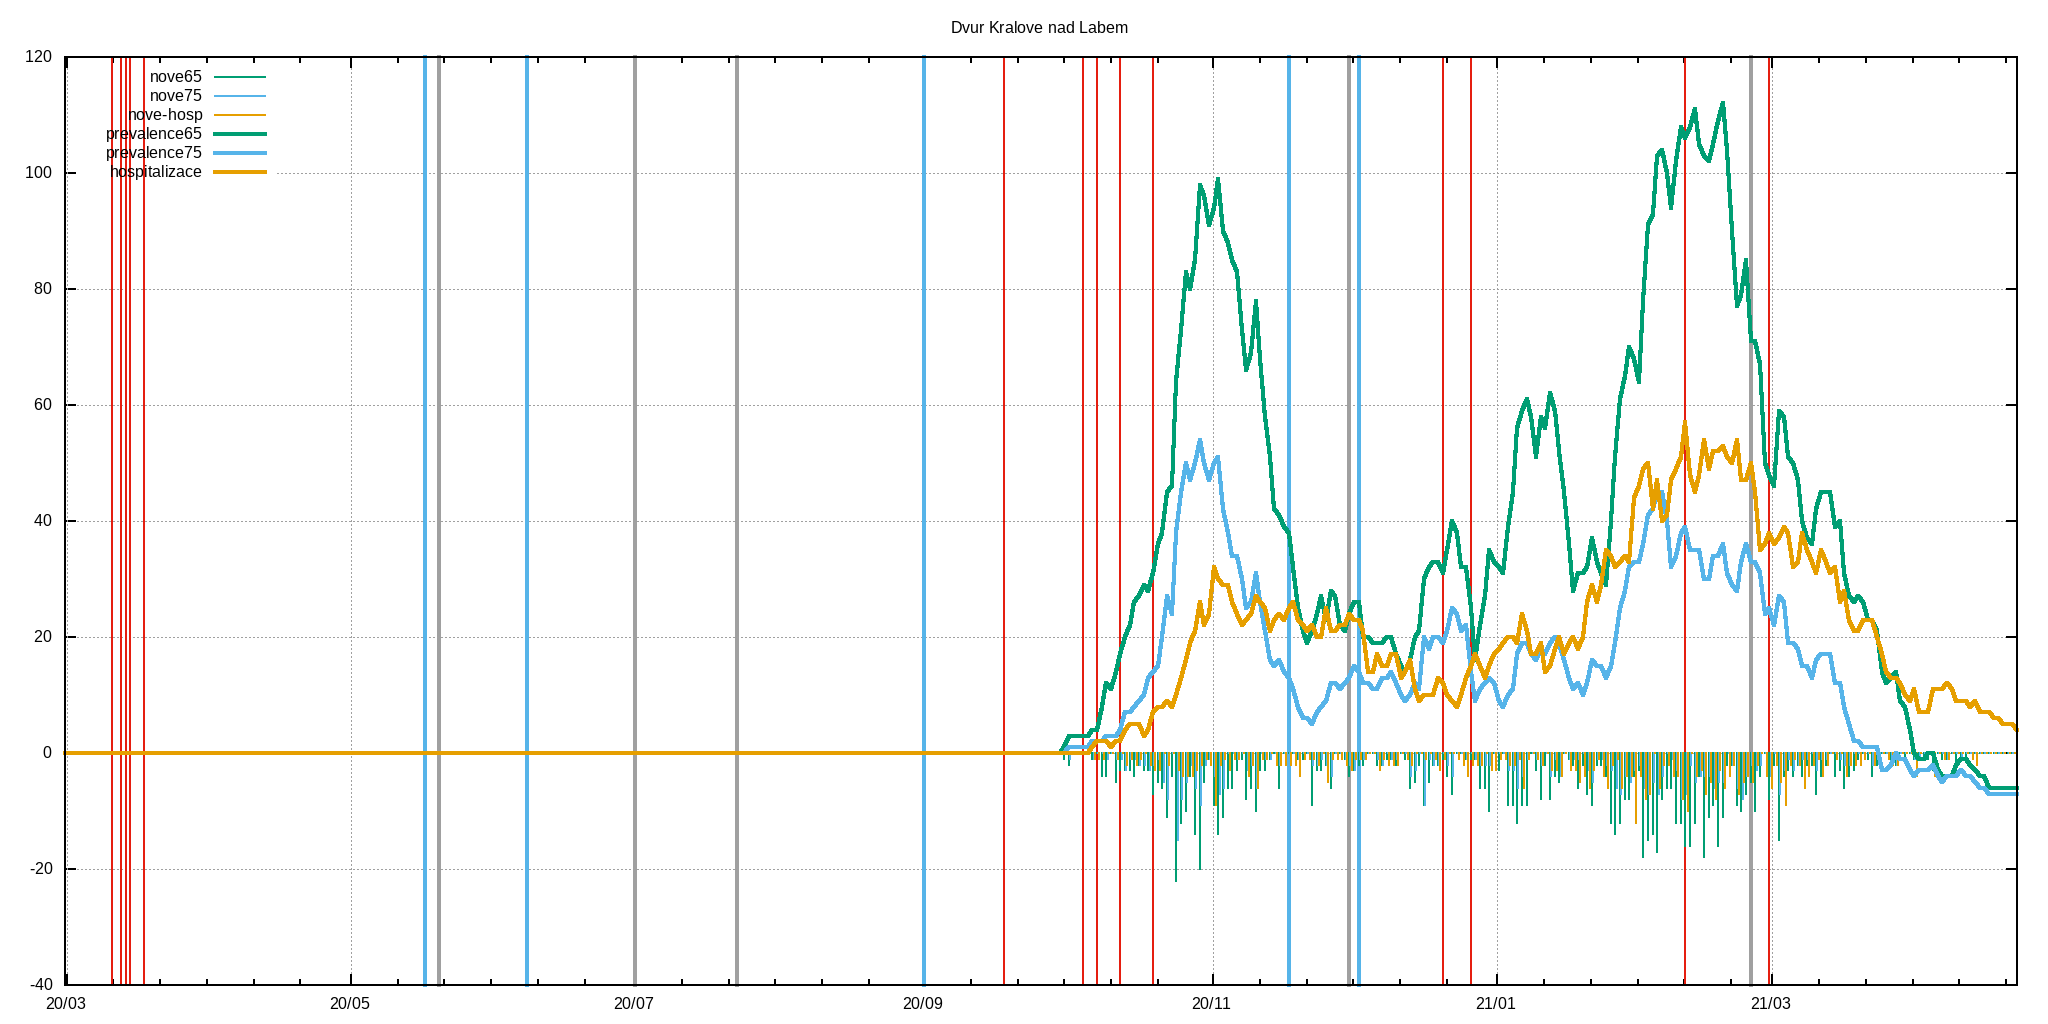 Dvur Kralove nad Labem
120
100
80
60
40
20
0
-20
-40
nove65
nove75
nove-hosp
prevalence65
prevalence75
hospitalizace
20/03 20/05 20/07 20/09 20/11 21/01 21/03